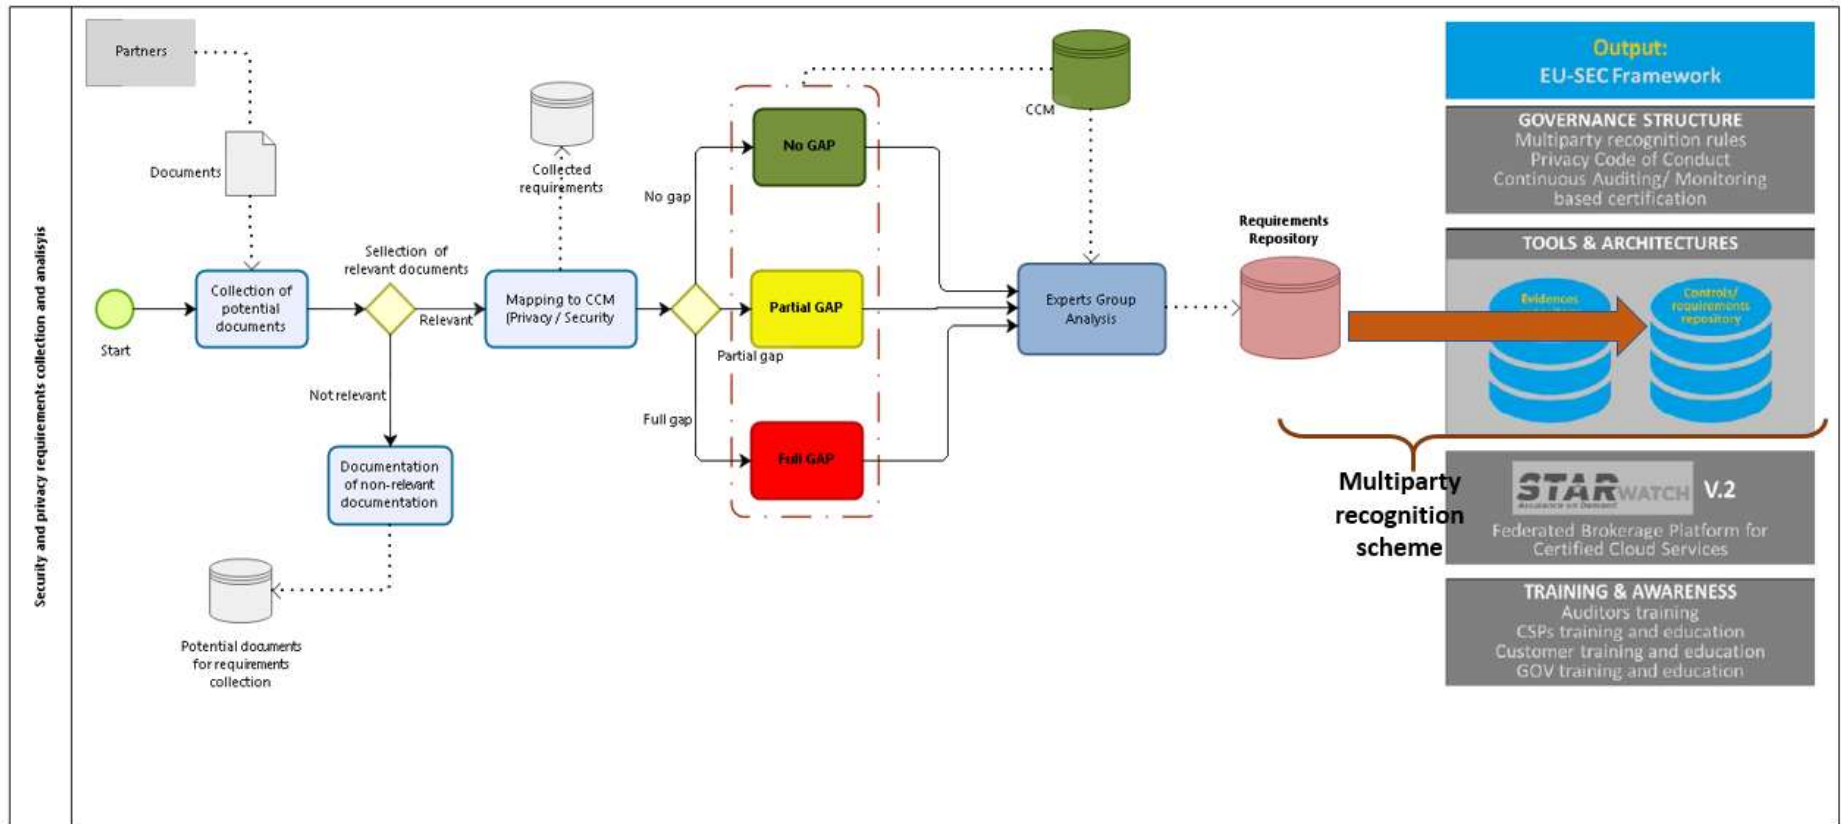 Security and privacy requirements collection and analisyis
Partners
Documents
Start
Collection of
potential
documents
Sellection of
relevant documents
Relevant
Not relevant
Documentation
of non-relevant
documentation
Potential documents
for requirements
collection
Collected
requirements
Mapping to CCM
(Privacy / Security
No gap
Partial gap
Full gap
No GAP
Partial GAP
Full GAP
CCM
Experts Group
Analysis
Requirements
Repository
Multiparty
recognition
scheme
Output:
EU-SEC Framework
GOVERNANCE STRUCTURE
Multiparty recognition rules
Privacy Code of Conduct
Continuous Auditing/ Monitoring
based certification
TOOLS & ARCHITECTURES
Evidences
Controls/
requirements
repository
STARWATCH V.2
Assurance on Demand
Federated Brokerage Platform for
Certified Cloud Services
TRAINING & AWARENESS
Auditors training
CSPs training and education
Customer training and education
GOV training and education